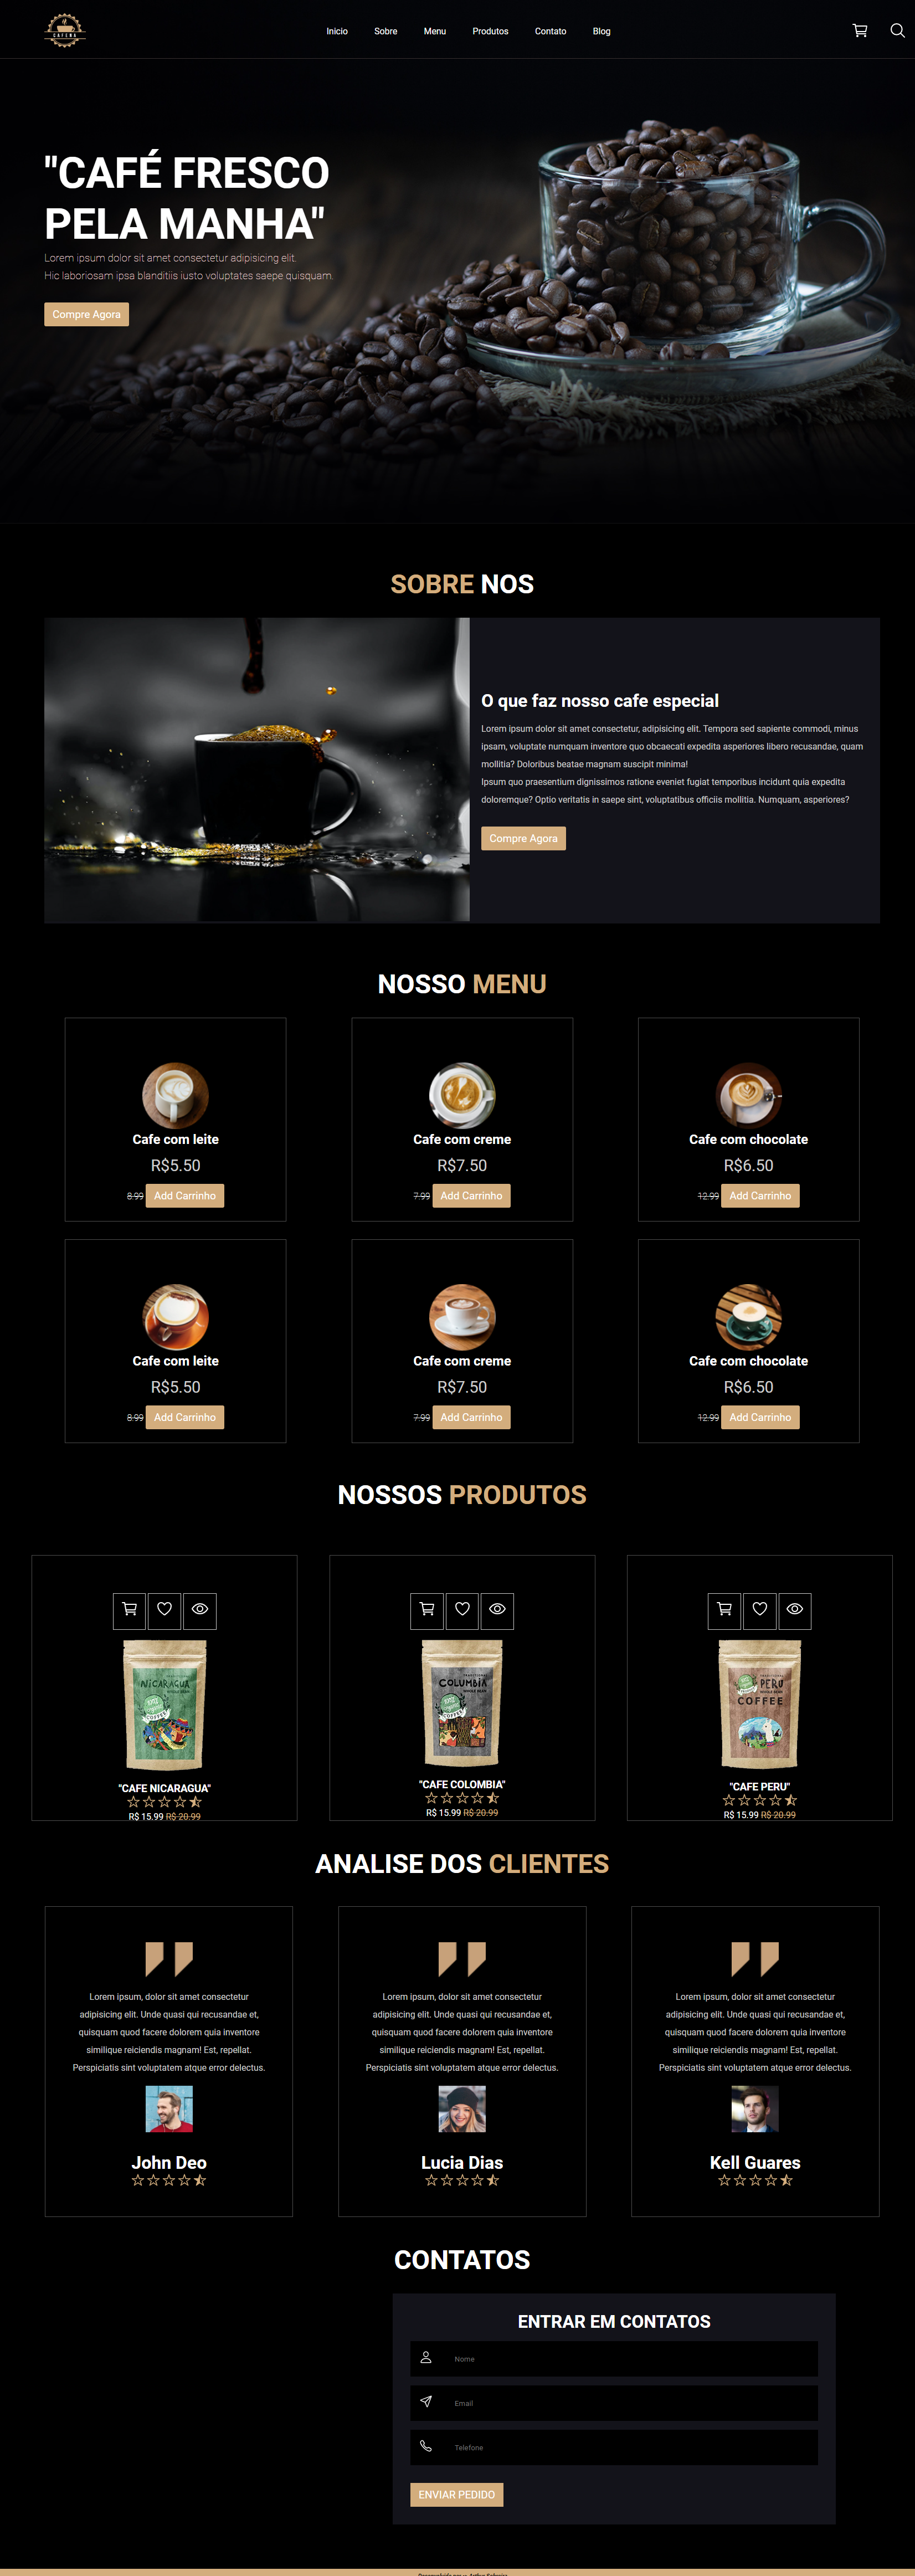 CAFENA
Inicio Sobre Menu Produtos Contato Blog
"CAFÉ FRESCO
PELA MANHA"
Lorem ipsum dolor sit amet consectetur adipisicing elit.
Hic laboriosam ipsa blanditiis iusto voluptates saepe quisquam.
Compre Agora
SOBRE NOS
O que faz nosso cafe especial
Lorem ipsum dolor sit amet consectetur, adipisicing elit. Tempora sed sapiente commodi, minus
ipsam, voluptate numquam inventore quo obcaecati expedita asperiores libero recusandae, quam
mollitia? Doloribus beatae magnam suscipit minima!
Ipsum quo praesentium dignissimos ratione eveniet fugiat temporibus incidunt quia expedita
doloremque? Optio veritatis in saepe sint, voluptatibus officiis mollitia. Numquam, asperiores?
Compre Agora
NOSSO MENU
Cafe com leite
R$5.50
8.99 Add Carrinho
Cafe com creme
R$7.50
7.99 Add Carrinho
Cafe com chocolate
R$6.50
12.99 Add Carrinho
Cafe com leite
R$5.50
8.99 Add Carrinho
Cafe com creme
R$7.50
7.99 Add Carrinho
Cafe com chocolate
R$6.50
12.99 Add Carrinho
NOSSOS PRODUTOS
NICARAGUA
COFFEE
"CAFE NICARAGUA"
R$ 15.99 R$ 20.99
COLUMBIA
COFFEE
"CAFE COLOMBIA"
R$ 15.99 R$ 20.99
PERU
COFFEE
"CAFE PERU"
R$ 15.99 R$ 20.99
ANALISE DOS CLIENTES
Lorem ipsum, dolor sit amet consectetur
adipisicing elit. Unde quasi qui recusandae et,
quisquam quod facere dolorem quia inventore
similique reiciendis magnam! Est, repellat.
Perspiciatis sint voluptatem atque error delectus.
John Deo
Lorem ipsum, dolor sit amet consectetur
adipisicing elit. Unde quasi qui recusandae et,
quisquam quod facere dolorem quia inventore
similique reiciendis magnam! Est, repellat.
Perspiciatis sint voluptatem atque error delectus.
Lucia Dias
Lorem ipsum, dolor sit amet consectetur
adipisicing elit. Unde quasi qui recusandae et,
quisquam quod facere dolorem quia inventore
similique reiciendis magnam! Est, repellat.
Perspiciatis sint voluptatem atque error delectus.
Kell Guares
CONTATOS
ENTRAR EM CONTATOS
Nome
Email
Telefone
ENVIAR PEDIDO